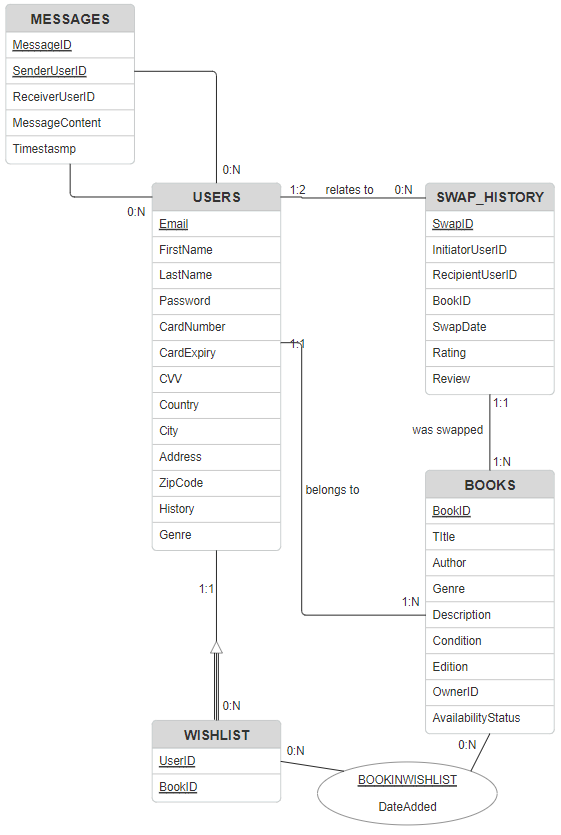 MESSAGES
MessageID
SenderUserID
ReceiverUserID
MessageContent
Timestasmp
0:N
0:N
USERS
Email
FirstName
LastName
Password
CardNumber
CardExpiry
CVV
Country
City
Address
ZipCode
History
Genre
1:2 relates to 0:N
SWAP_HISTORY
SwapID
InitiatorUserID
RecipientUserID
BookID
SwapDate
Rating
Review
1:1
was swapped
1:N
1:1
belongs to
1:N
BOOKS
BookID
TItle
Author
Genre
Description
Condition
Edition
OwnerID
AvailabilityStatus
1:1
0:N
WISHLIST
UserID
BookID
0:N
0:N
BOOKINWISHLIST
DateAdded